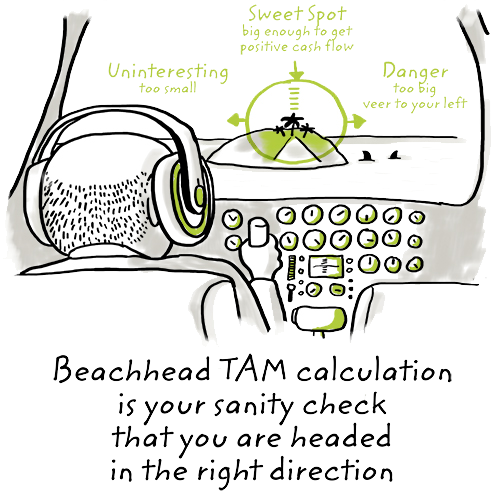 Sweet Spot
big enough to get
positive cash flow
Uninteresting
too small
Danger
too big
veer to your left
Beachhead TAM calculation
is your sanity check
that you are headed
in the right direction